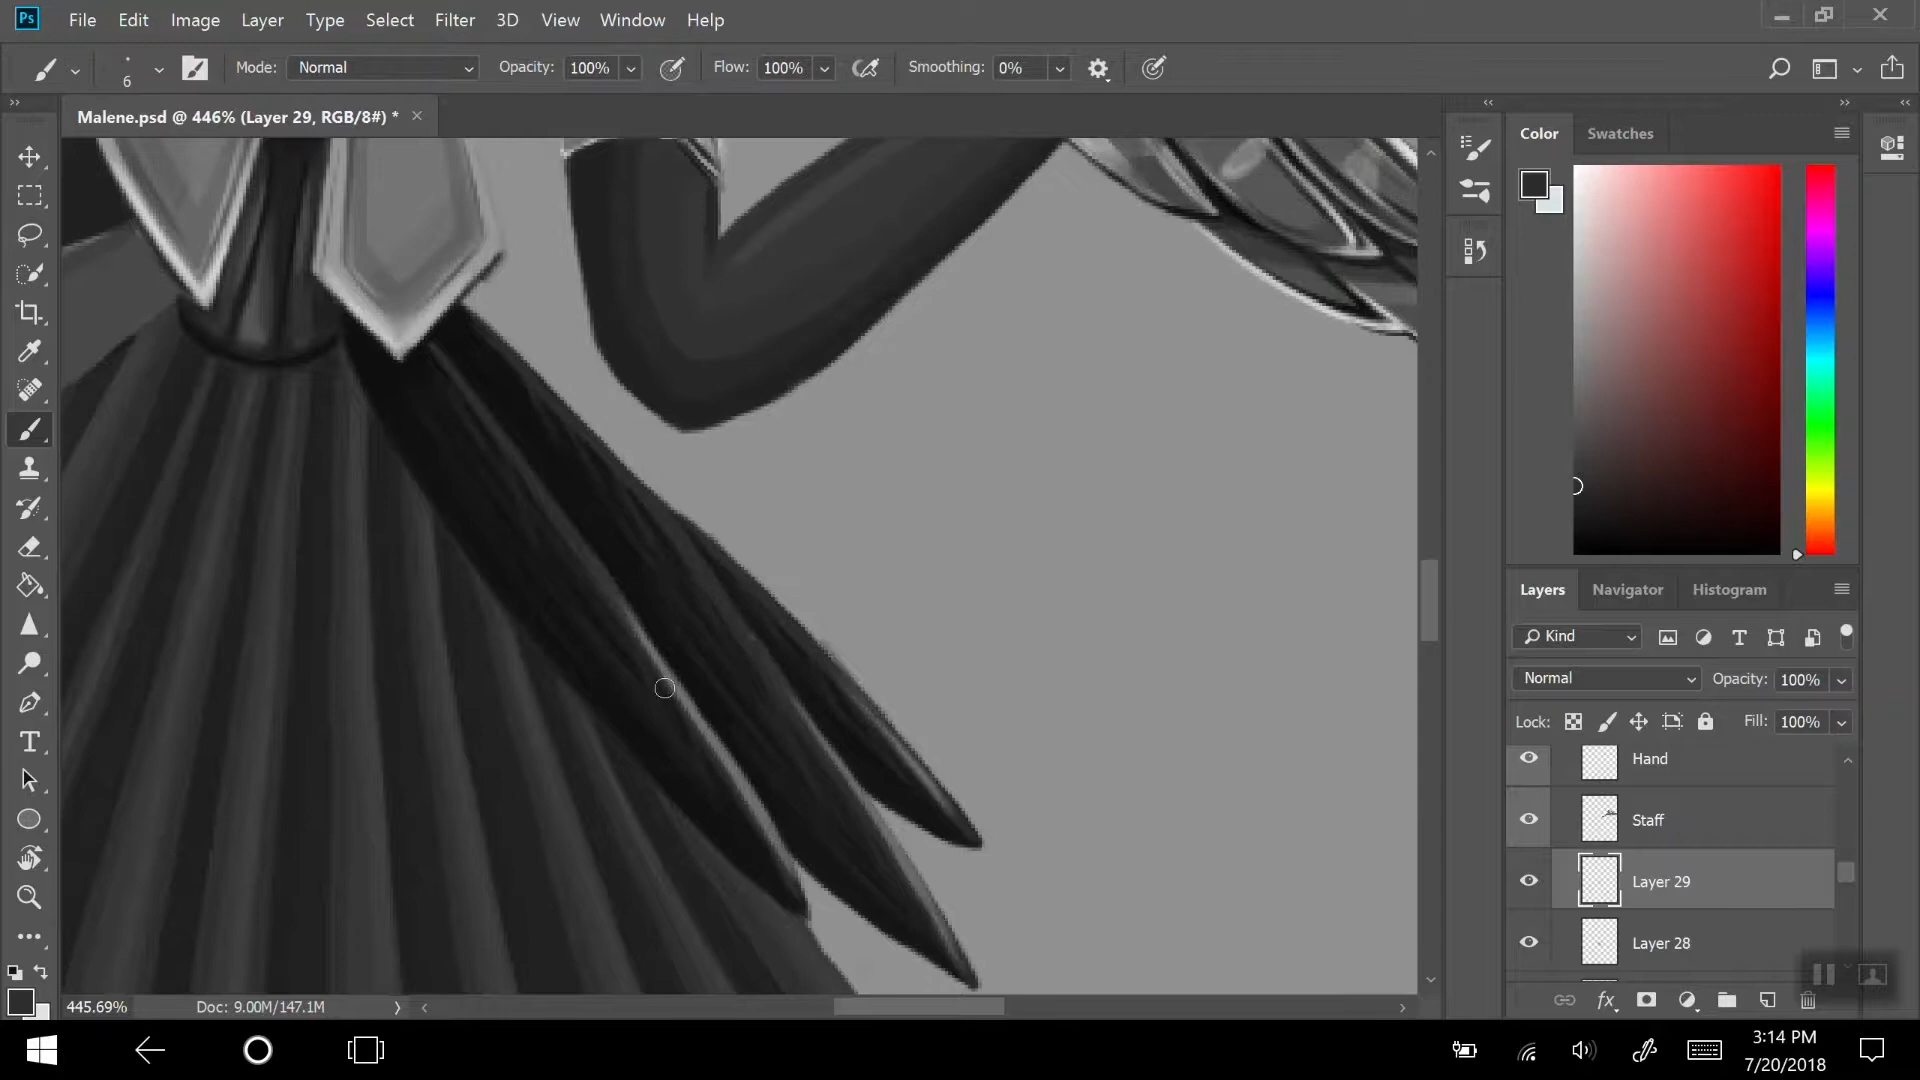 Ps File Edit Image Layer Type Select Filter 3D View Window Help
6 Mode: Normal Opacity: 100% Flow: 100% Smoothing: 0%
Malene.psd @ 446% (Layer 29, RGB/8#) * ×
Color Swatches
Layers Navigator Histogram
Kind
Normal Opacity: 100%
Lock: Fill: 100%
Hand
Staff
Layer 29
Layer 28
fx
445.69% Doc: 9.00M/147.1M
3:14 PM
7/20/2018